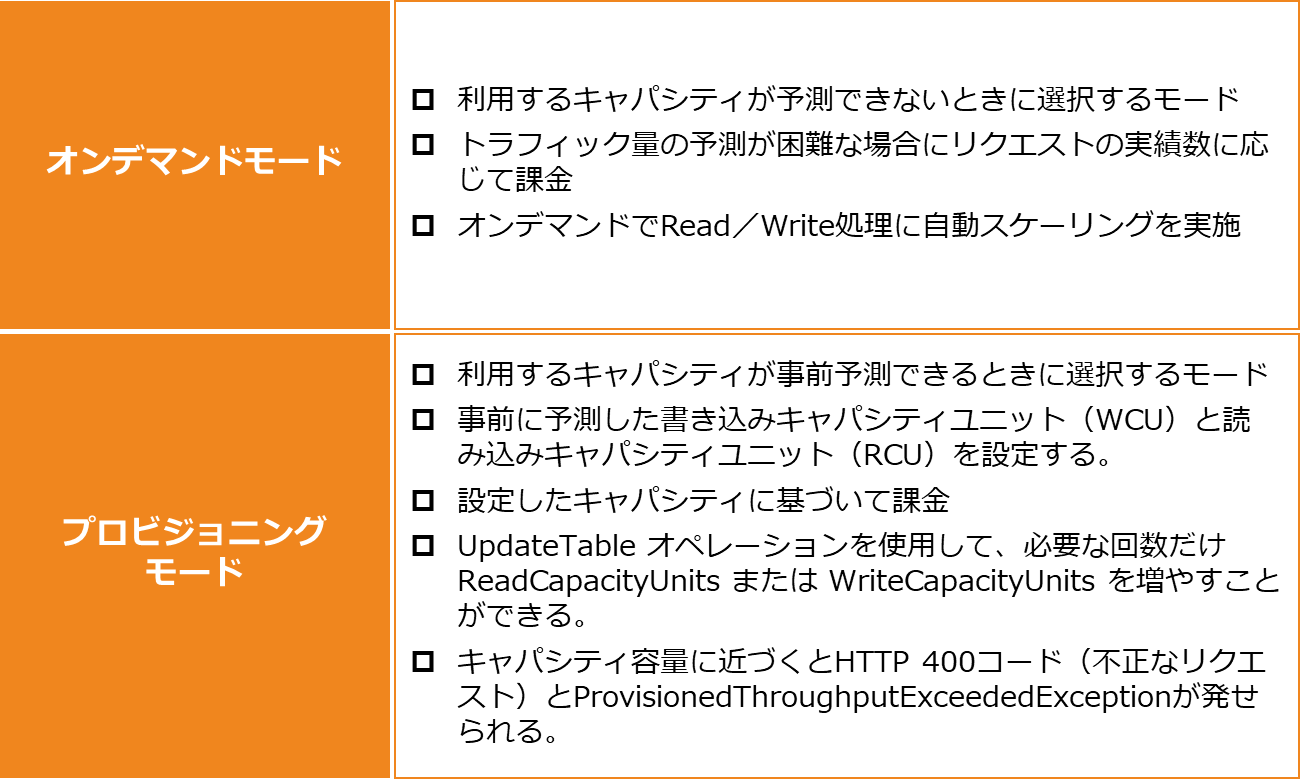 オンデマンドモード
利用するキャパシティが予測できないときに選択するモード
トラフィック量の予測が困難な場合にリクエストの実績数に応
じて課金
オンデマンドでRead／Write処理に自動スケーリングを実施
プロビジョニング
モード
利用するキャパシティが事前予測できるときに選択するモード
事前に予測した書き込みキャパシティユニット（WCU）と読
み込みキャパシティユニット（RCU）を設定する。
設定したキャパシティに基づいて課金
UpdateTable オペレーションを使用して、必要な回数だけ
ReadCapacityUnits または WriteCapacityUnits を増やすこと
ができる。
キャパシティ容量に近づくとHTTP 400コード（不正なリクエ
スト）とProvisionedThroughputExceededExceptionが発せ
られる。